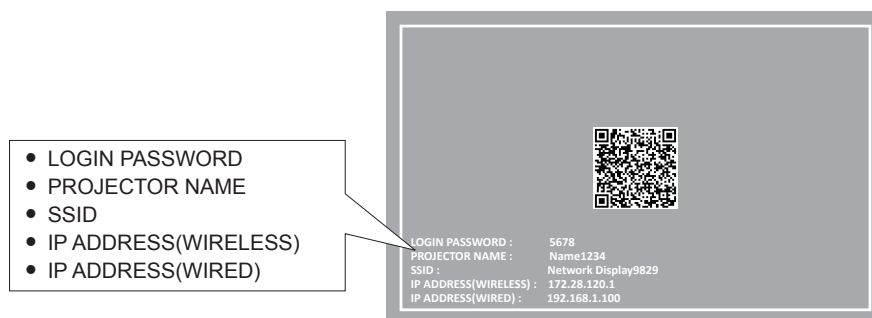 • LOGIN PASSWORD
• PROJECTOR NAME
• SSID
• IP ADDRESS(WIRELESS)
• IP ADDRESS(WIRED)
LOGIN PASSWORD : 5678
PROJECTOR NAME : Name1234
SSID : Network Display9829
IP ADDRESS(WIRELESS) : 172.28.120.1
IP ADDRESS(WIRED) : 192.168.1.100